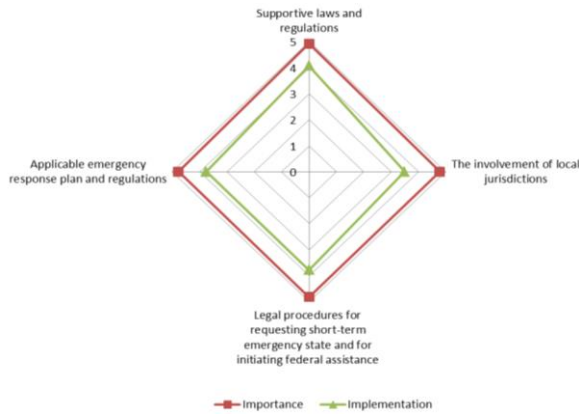 Supportive laws and
regulations
5
4
3
2
1
0
Applicable emergency
response plan and regulations
The involvement of local
jurisdictions
Legal procedures for
requesting short-term
emergency state and for
initiating federal assistance
Importance
Implementation